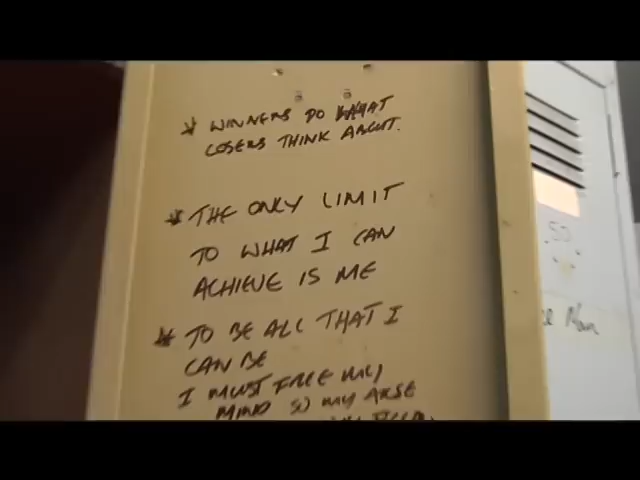 * WINNERS DO WHAT
LOSERS THINK ABOUT.
* THE ONLY LIMIT
TO WHAT I CAN
ACHIEVE IS ME
* TO BE ALL THAT I
CAN BE
I MUST FREE MY
MIND SO MY ARSE
Man